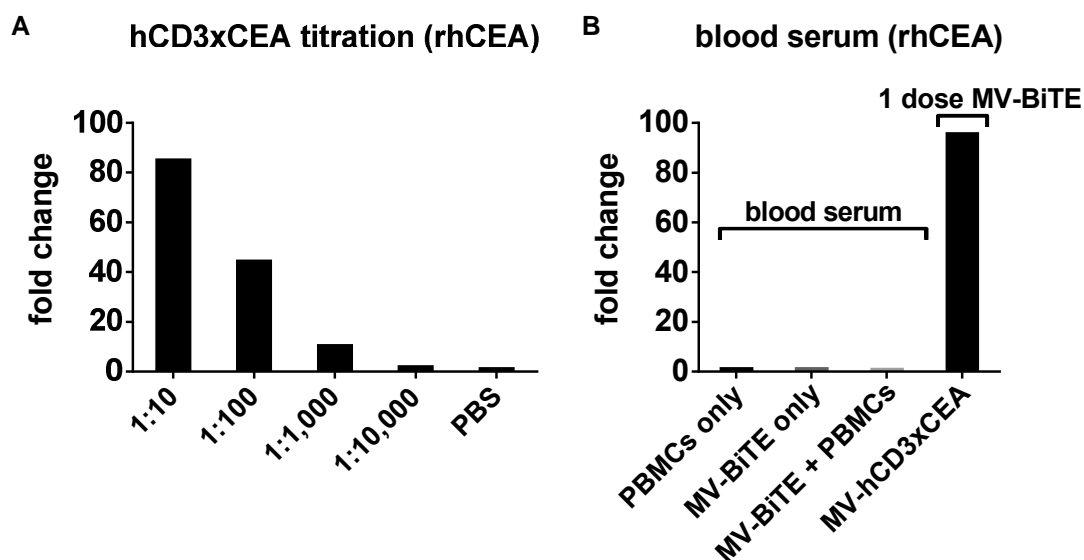 A
hCD3xCEA titration (rhCEA)
fold change
100
80
60
40
20
0
1:10
1:100
1:1,000
1:10,000
PBS
B
blood serum (rhCEA)
1 dose MV-BiTE
blood serum
fold change
100
80
60
40
20
0
PBMCs only
MV-BiTE only
MV-BiTE + PBMCs
MV-hCD3xCEA